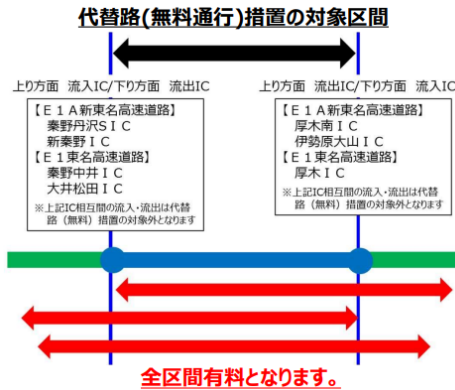 代替路(無料通行)措置の対象区間
上り方面 流入IC/下り方面 流出IC
【E1A新東名高速道路】
秦野丹沢SIC
新秦野IC
【E1東名高速道路】
秦野中井IC
大井松田IC
※上記IC相互間の流入・流出は代替
路(無料)措置の対象外となります
上り方面 流出IC/下り方面 流入IC
【E1A新東名高速道路】
厚木南IC
伊勢原大山IC
【E1東名高速道路】
厚木IC
※上記IC相互間の流入・流出は代替
路(無料)措置の対象外となります
全区間有料となります。